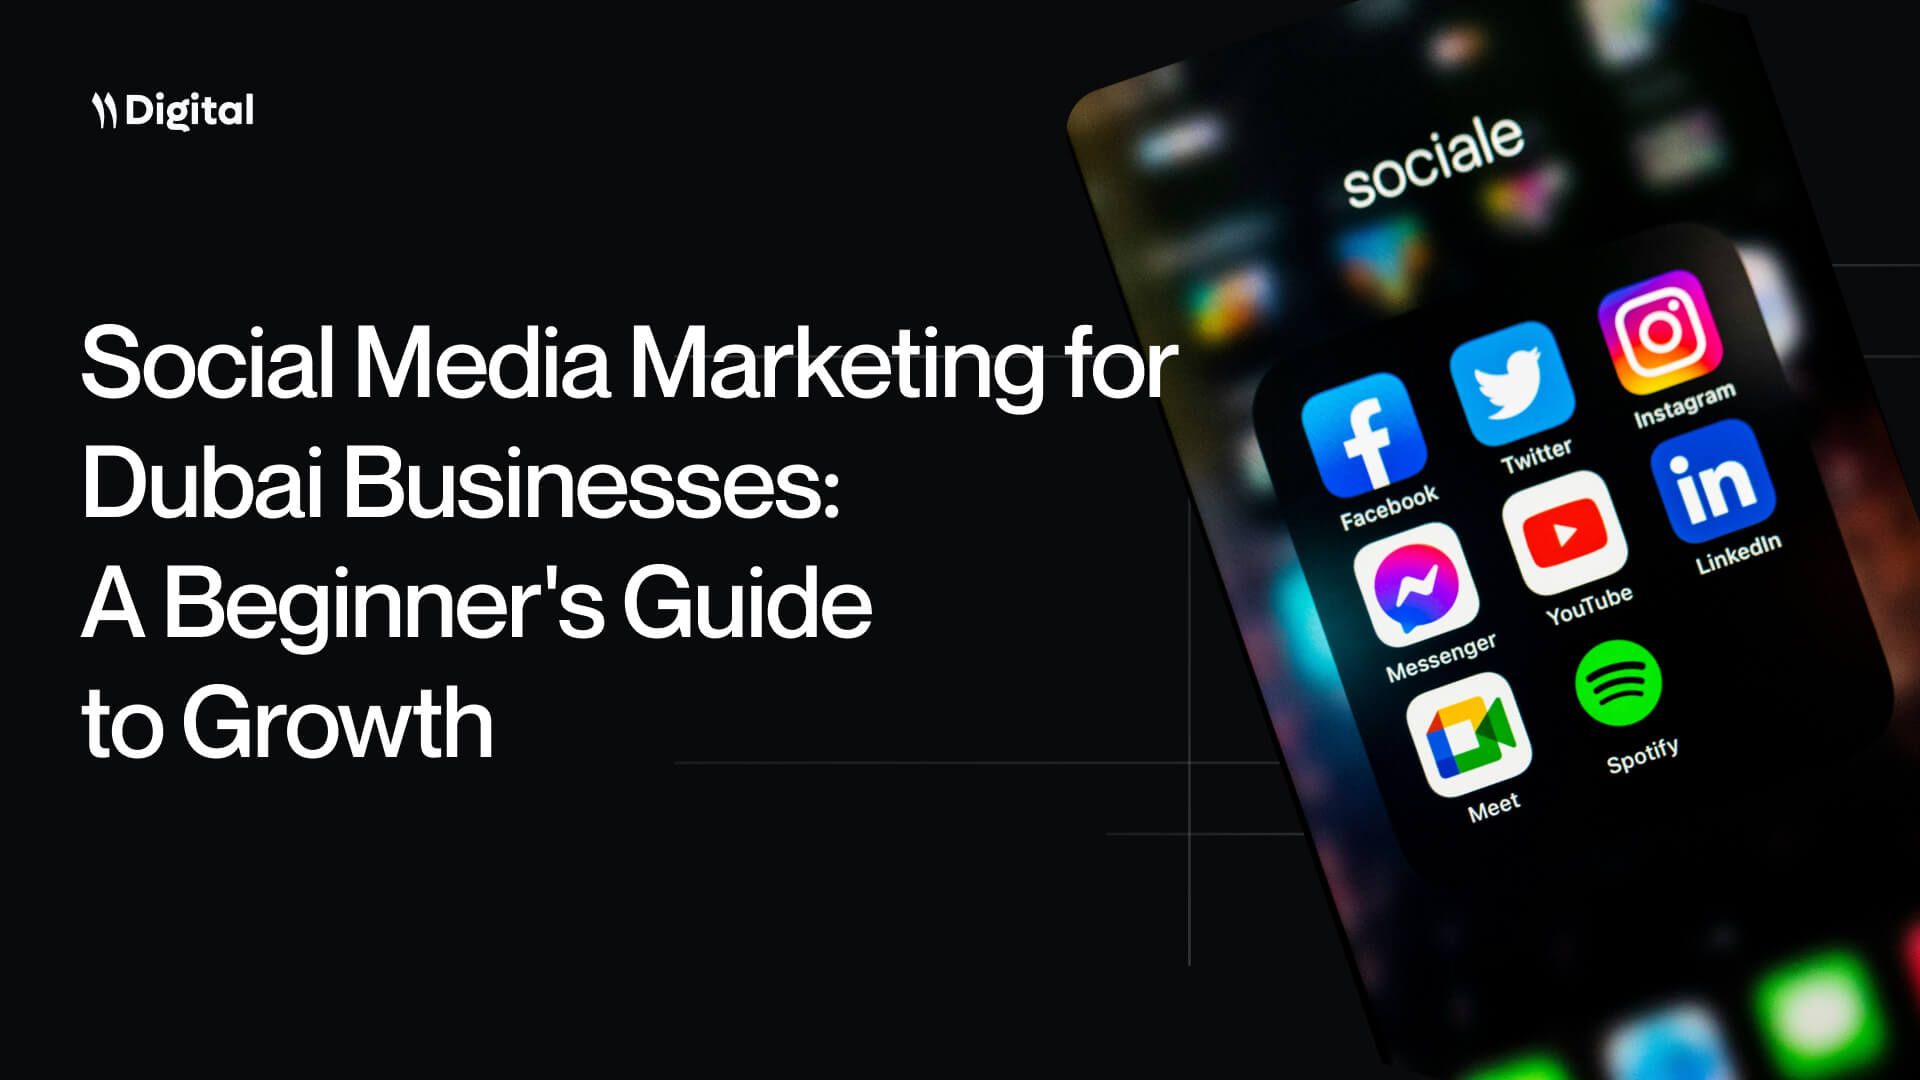 Digital
Social Media Marketing for
Dubai Businesses:
A Beginner's Guide
to Growth
sociale
Facebook
Twitter
Instagram
Messenger
YouTube
LinkedIn
Meet
Spotify